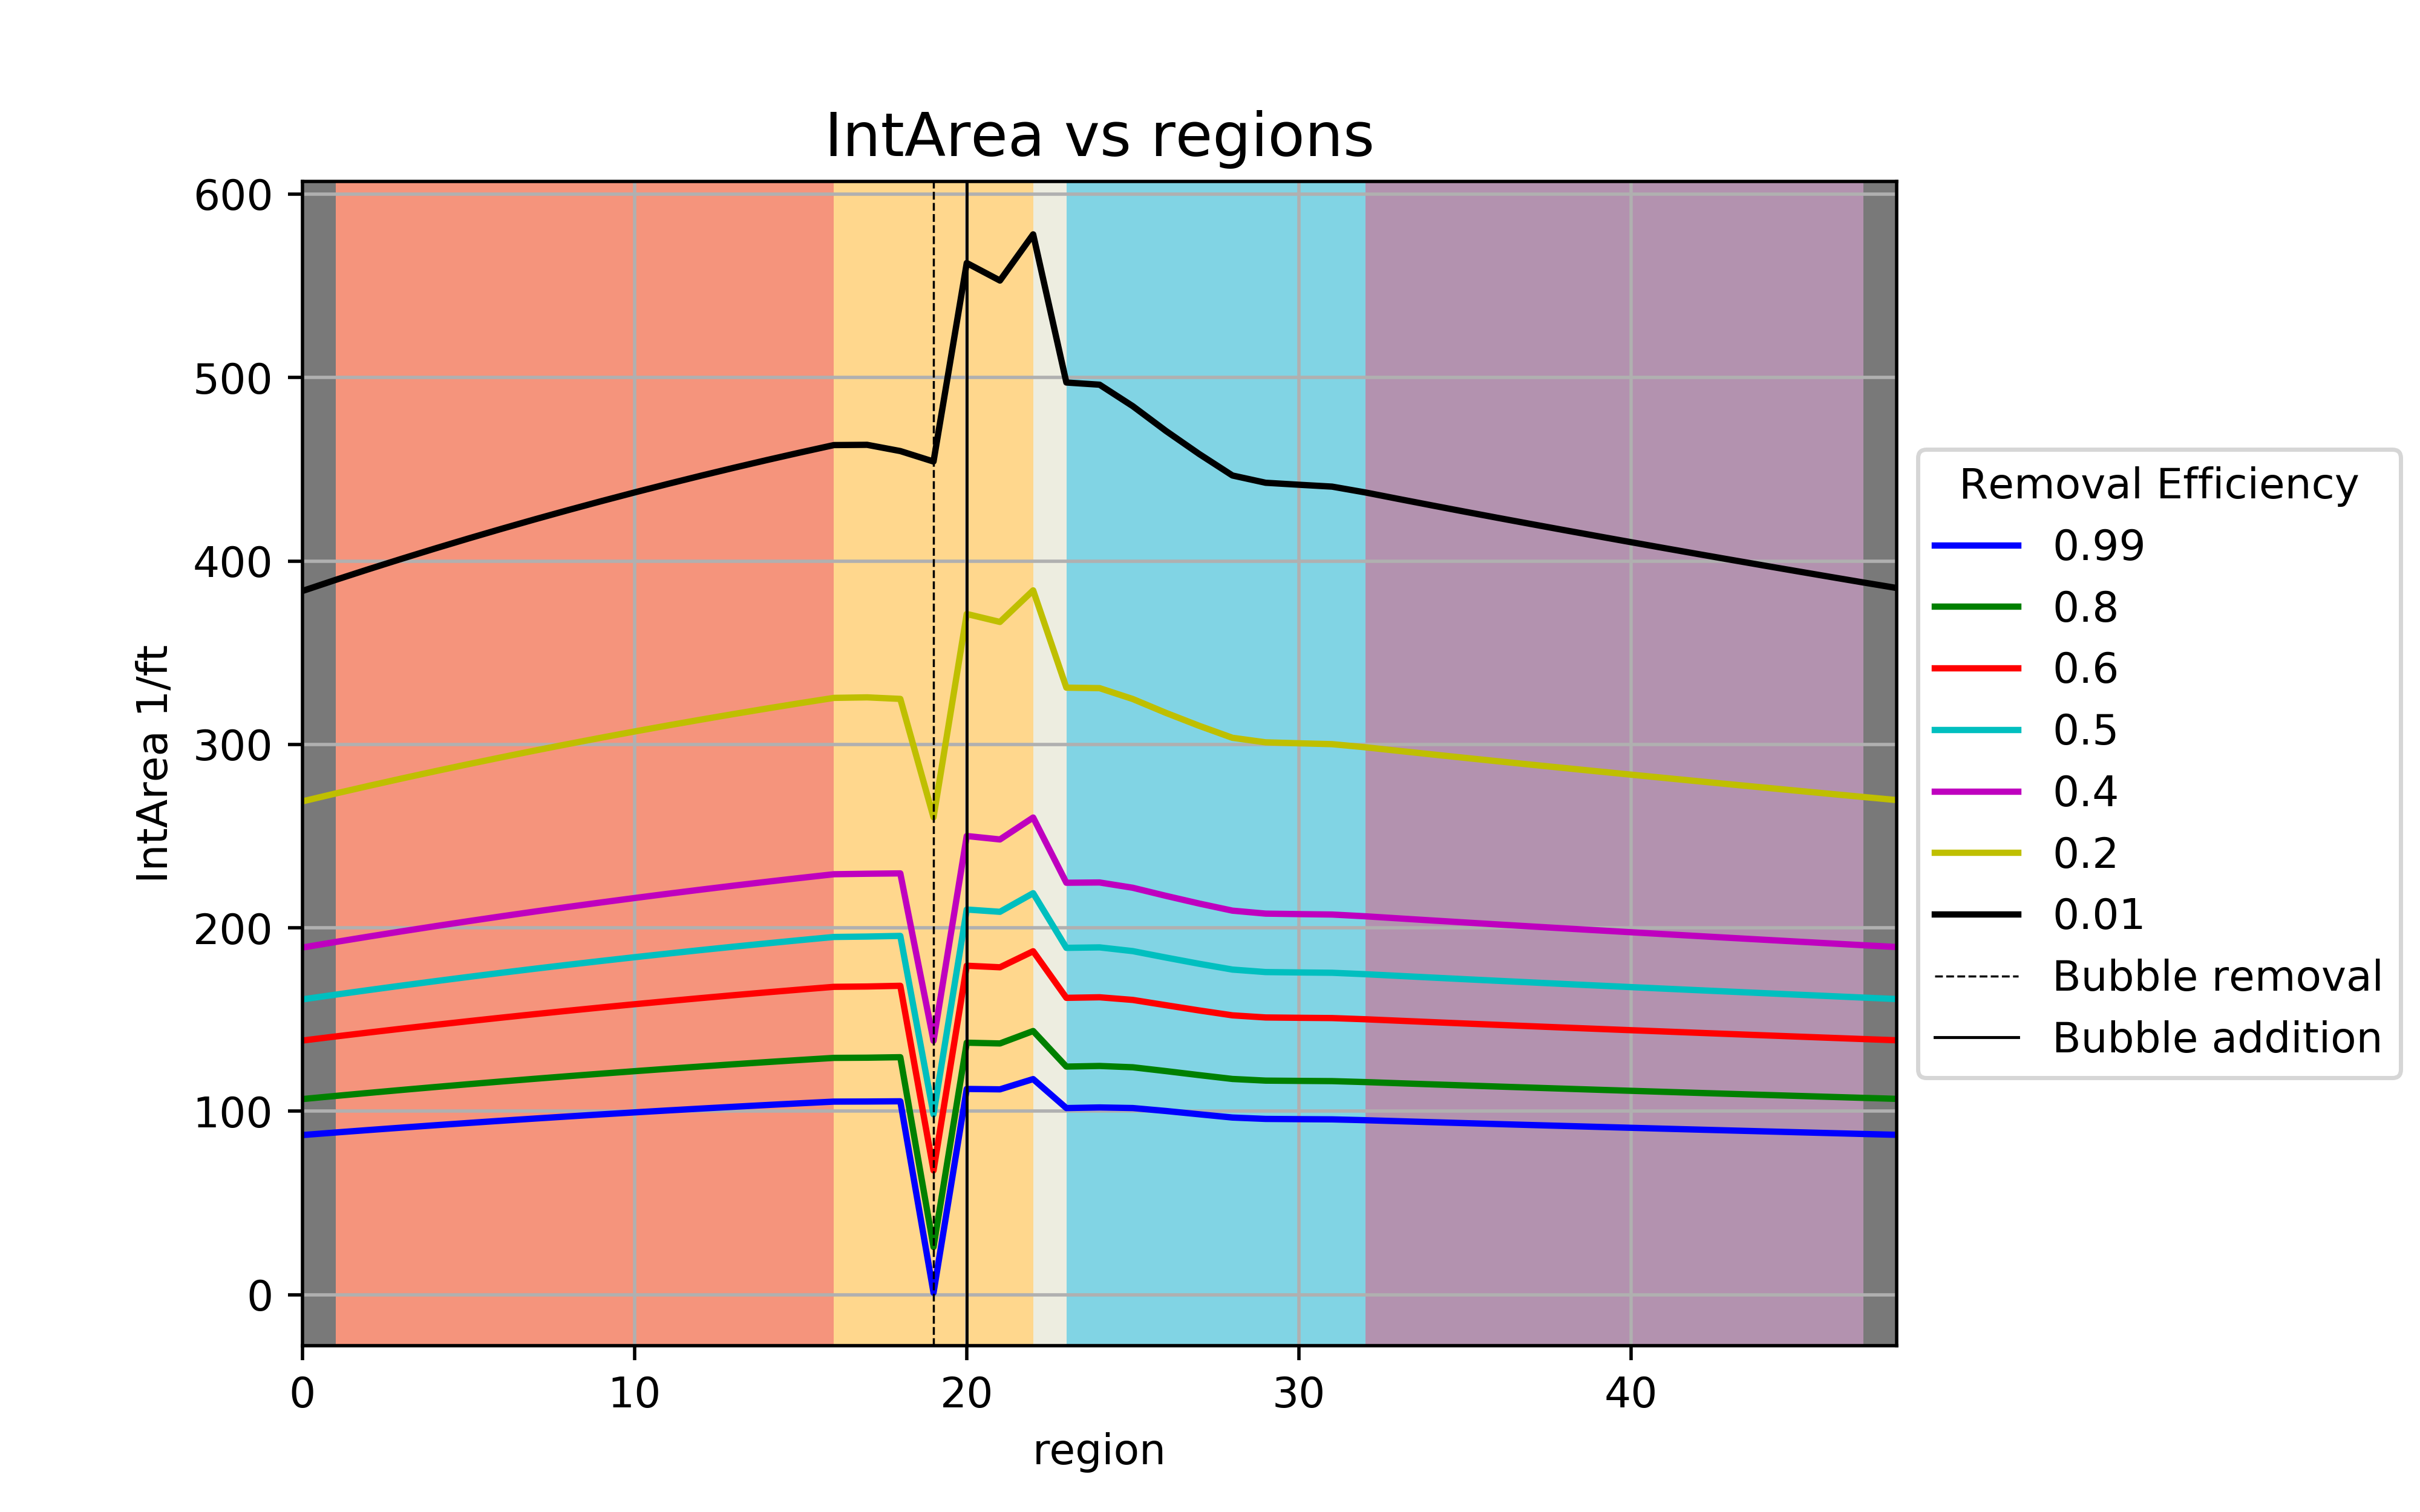 IntArea vs regions
600
500
400
300
200
100
0
IntArea 1/ft
0 10 20 30 40
region
Removal Efficiency
0.99
0.8
0.6
0.5
0.4
0.2
0.01
Bubble removal
Bubble addition